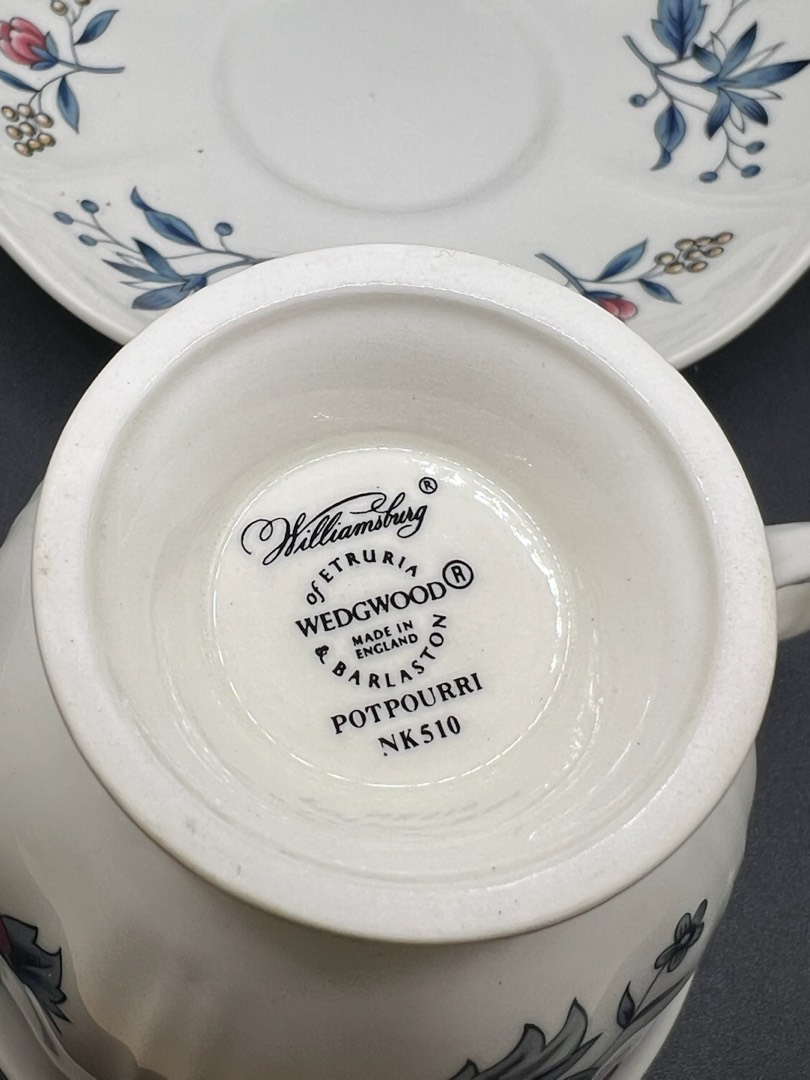 Williamsburg®
of ETRURIA
WEDGWOOD®
MADE IN
ENGLAND
& BARLASTON
POTPOURRI
NK510